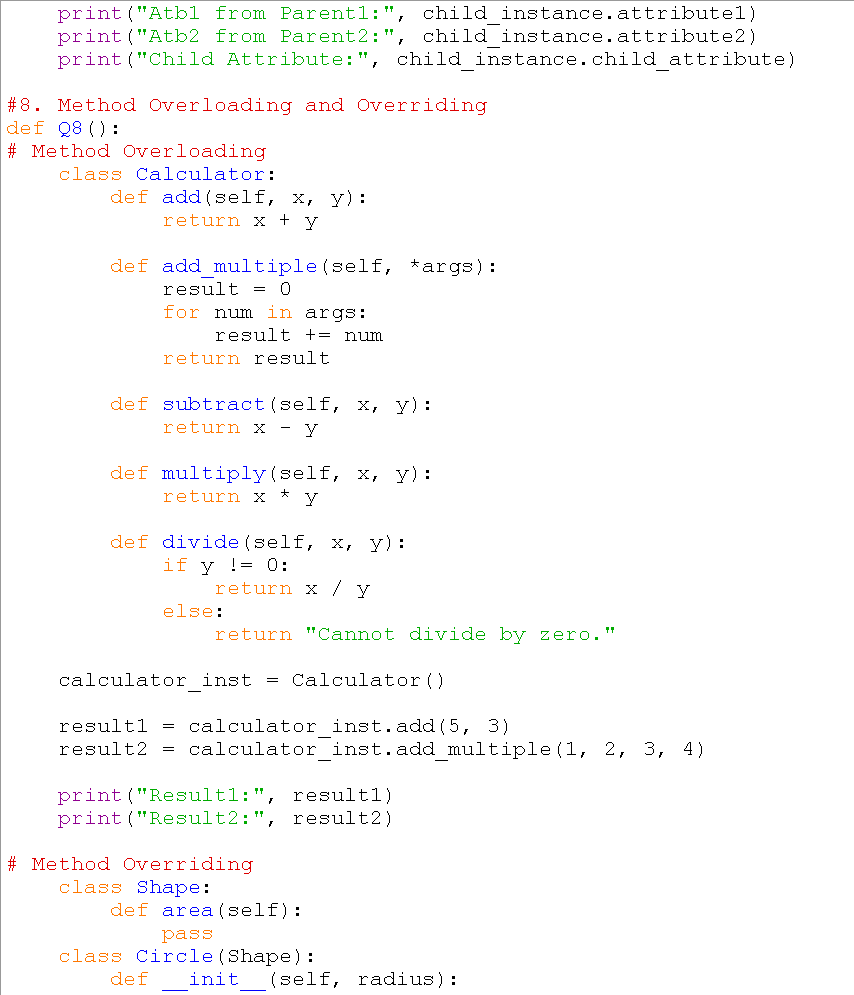 print("Atb1 from Parent1:", child_instance.attribute1)
    print("Atb2 from Parent2:", child_instance.attribute2)
    print("Child Attribute:", child_instance.child_attribute)

#8. Method Overloading and Overriding
def Q8():
# Method Overloading
    class Calculator:
        def add(self, x, y):
            return x + y

        def add_multiple(self, *args):
            result = 0
            for num in args:
                result += num
            return result

        def subtract(self, x, y):
            return x - y

        def multiply(self, x, y):
            return x * y

        def divide(self, x, y):
            if y != 0:
                return x / y
            else:
                return "Cannot divide by zero."

    calculator_inst = Calculator()

    result1 = calculator_inst.add(5, 3)
    result2 = calculator_inst.add_multiple(1, 2, 3, 4)

    print("Result1:", result1)
    print("Result2:", result2)

# Method Overriding
    class Shape:
        def area(self):
            pass
    class Circle(Shape):
        def __init__(self, radius):